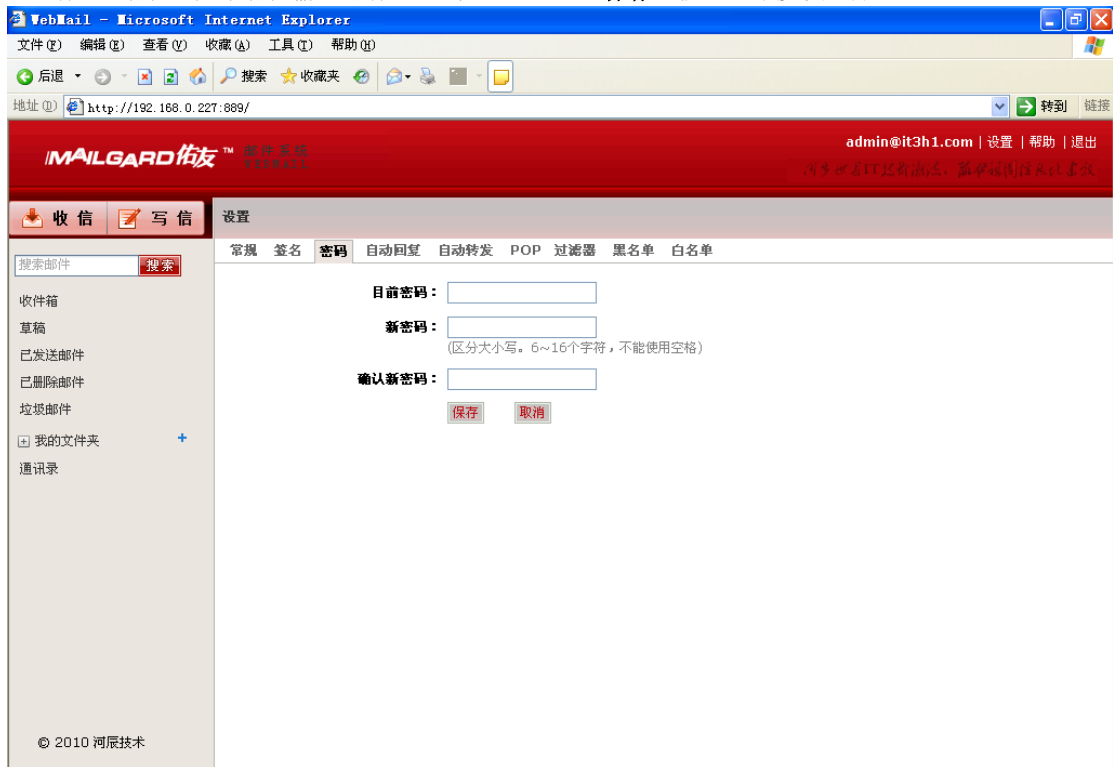 WebMail - Microsoft Internet Explorer
文件(F) 编辑(E) 查看(V) 收藏(A) 工具(T) 帮助(H)
后退 搜索 收藏夹
地址(D) http://192.168.0.227:889/ 转到 链接
MAILGARD佑友™ 邮件系统
WEBMAIL
admin@it3h1.com | 设置 | 帮助 | 退出
收信 写信 设置
常规 签名 密码 自动回复 自动转发 POP 过滤器 黑名单 白名单
搜索邮件 搜索
目前密码：
收件箱
新密码：
草稿
(区分大小写。6~16个字符，不能使用空格)
已发送邮件
已删除邮件
确认新密码：
垃圾邮件
保存 取消
我的文件夹 +
通讯录
© 2010 河辰技术